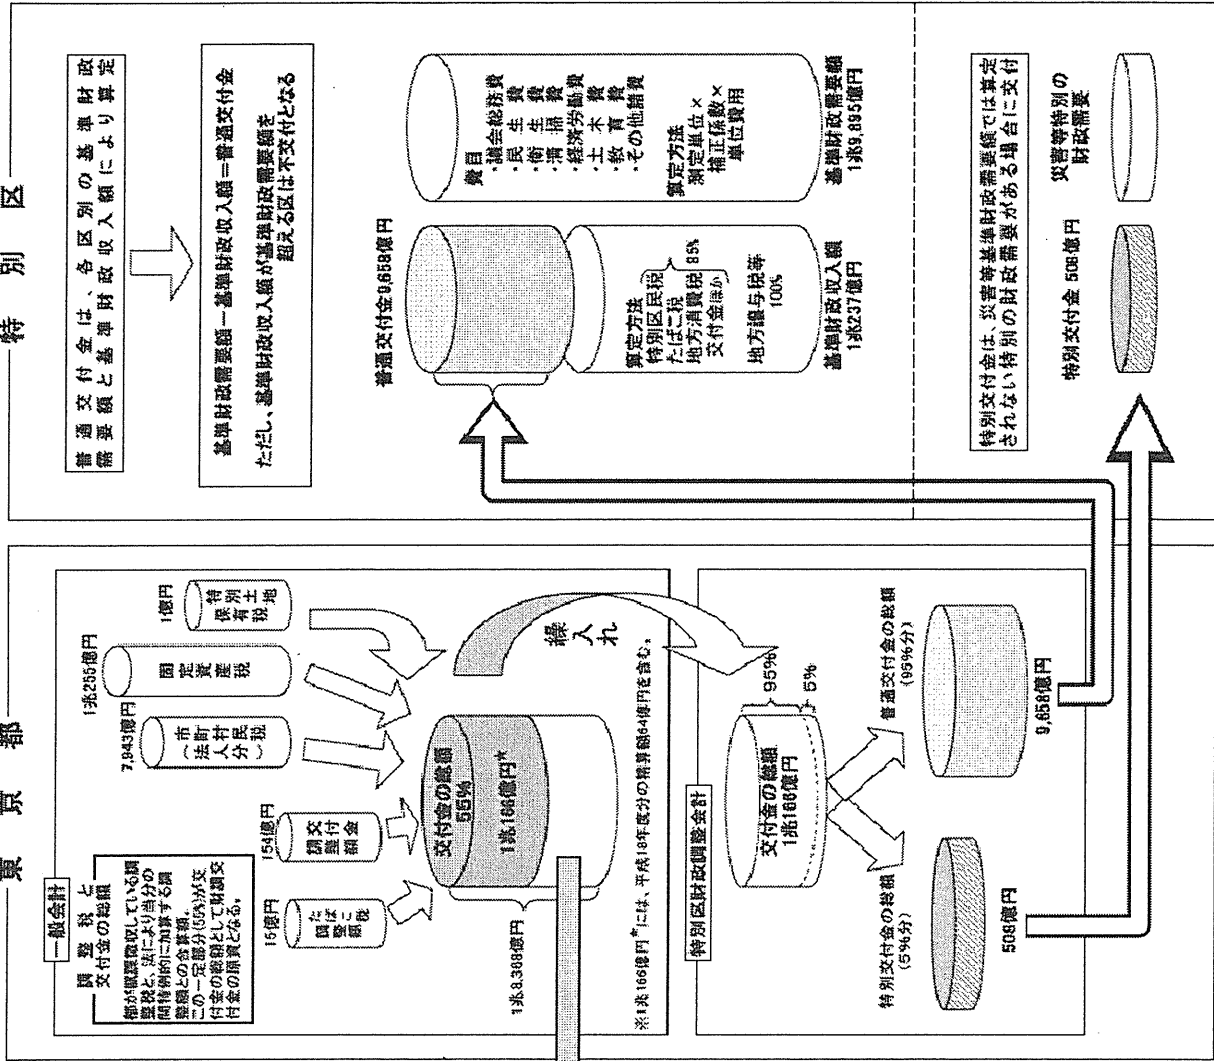 東京都
一般会計
調整税と
交付金の総額
都が賦課徴収している調
整税と、法により当分の
間特例的に加算する調
整額との合算額。
この一定部分(55%)が交
付金の総額として財調交
付金の原資となる。
15億円
たばこ税
調整額
154億円
調整額
交付金
7,943億円
市町村民税
(法人分)
1兆255億円
固定資産税
1億円
特別土地
保有税
交付金の総額
55%
1兆166億円*
1兆8,388億円
繰入れ
※1兆166億円*には、平成18年度分の精算額64億円を含む。
特別区財政調整会計
交付金の総額
1兆166億円
95%
5%
特別交付金の総額
(5%分)
508億円
普通交付金の総額
(95%分)
9,658億円
特別区
普通交付金は、各区別の基準財政
需要額と基準財政収入額により算定
基準財政需要額－基準財政収入額＝普通交付金
ただし、基準財政収入額が基準財政需要額を
超える区は不交付となる
普通交付金9,658億円
算定方法
特別区民税
たばこ税
地方消費税
交付金ほか
85%
地方譲与税等
100%
基準財政収入額
1兆237億円
費目
・議会総務費
・民生費
・衛生費
・清掃費
・経済労働費
・土木費
・教育費
・その他諸費
算定方法
測定単位×
補正係数×
単位費用
基準財政需要額
1兆9,895億円
特別交付金は、災害等基準財政需要額では算定
されない特別の財政需要がある場合に交付
特別交付金 508億円
災害等特別の
財政需要